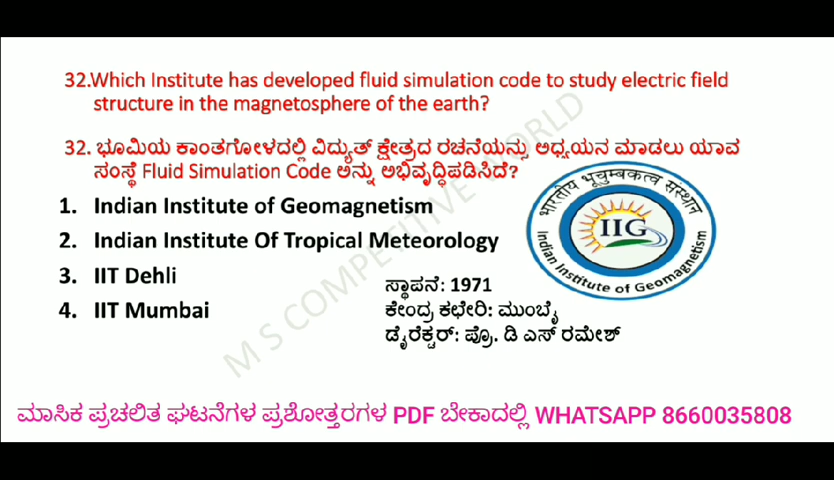 32.Which Institute has developed fluid simulation code to study electric field
structure in the magnetosphere of the earth?
32. ಭೂಮಿಯ ಕಾಂತಗೋಳದಲ್ಲಿ ವಿದ್ಯುತ್ ಕ್ಷೇತ್ರದ ರಚನೆಯನ್ನು ಅಧ್ಯಯನ ಮಾಡಲು ಯಾವ
ಸಂಸ್ಥೆ Fluid Simulation Code ಅನ್ನು ಅಭಿವೃದ್ಧಿಪಡಿಸಿದೆ?
1. Indian Institute of Geomagnetism
2. Indian Institute Of Tropical Meteorology
3. IIT Dehli
4. IIT Mumbai
भारतीय भूचुम्बकत्व संस्थान
IIG
Indian Institute of Geomagnetism
ಸ್ಥಾಪನೆ: 1971
ಕೇಂದ್ರ ಕಛೇರಿ: ಮುಂಬೈ
ಡೈರೆಕ್ಟರ್: ಪ್ರೊ. ಡಿ ಎಸ್ ರಮೇಶ್
M S COMPETITIVE WORLD
ಮಾಸಿಕ ಪ್ರಚಲಿತ ಘಟನೆಗಳ ಪ್ರಶೋತ್ತರಗಳ PDF ಬೇಕಾದಲ್ಲಿ WHATSAPP 8660035808